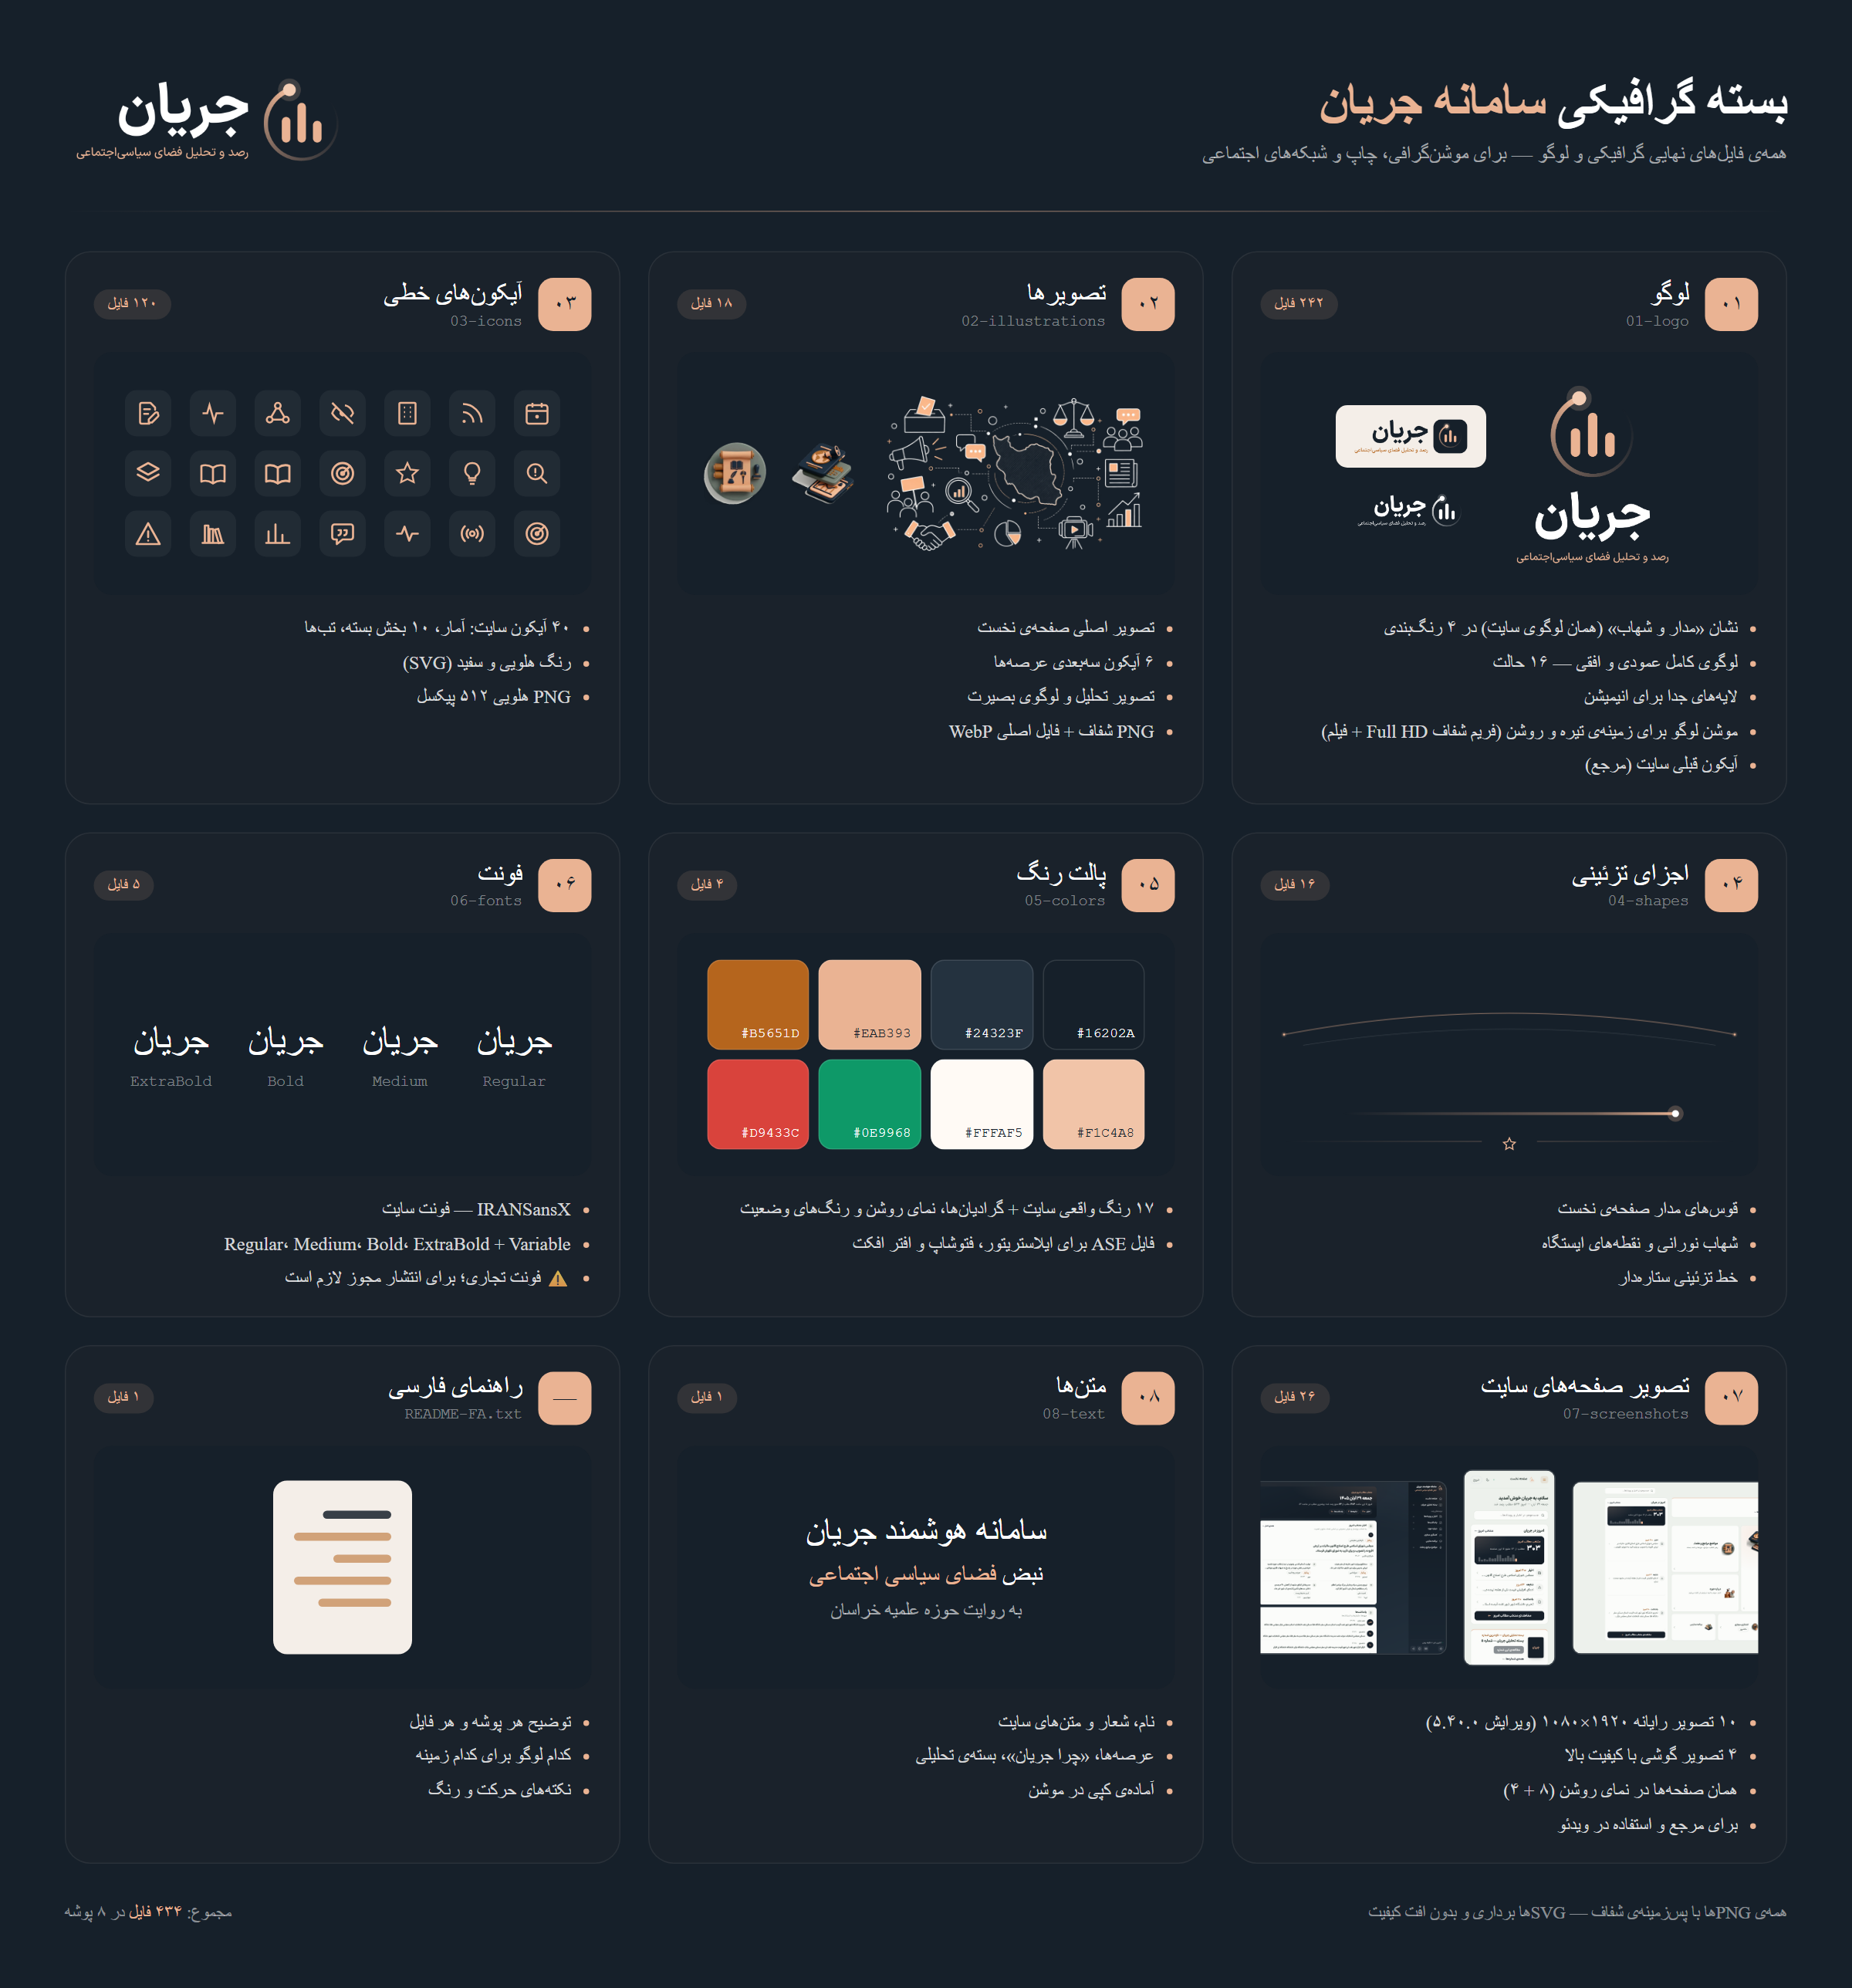 بسته گرافیکی سامانه جریان
همه‌ی فایل‌های نهایی گرافیکی و لوگو — برای موشن‌گرافی، چاپ و شبکه‌های اجتماعی
جریان
رصد و تحلیل فضای سیاسی‌اجتماعی
۰۱
لوگو
01-logo
۲۴۲ فایل
جریان
رصد و تحلیل فضای سیاسی‌اجتماعی
جریان
رصد و تحلیل فضای سیاسی‌اجتماعی
جریان
رصد و تحلیل فضای سیاسی‌اجتماعی
نشان «مدار و شهاب» (همان لوگوی سایت) در ۴ رنگ‌بندی
لوگوی کامل عمودی و افقی — ۱۶ حالت
لایه‌های جدا برای انیمیشن
موشن لوگو برای زمینه‌ی تیره و روشن (فریم شفاف Full HD + فیلم)
آیکون قبلی سایت (مرجع)
۰۲
تصویرها
02-illustrations
۱۸ فایل
تصویر اصلی صفحه‌ی نخست
۶ آیکون سه‌بعدی عرصه‌ها
تصویر تحلیل و لوگوی بصیرت
PNG شفاف + فایل اصلی WebP
۰۳
آیکون‌های خطی
03-icons
۱۲۰ فایل
۴۰ آیکون سایت: آمار، ۱۰ بخش بسته، تب‌ها
رنگ هلویی و سفید (SVG)
PNG هلویی ۵۱۲ پیکسل
۰۴
اجزای تزئینی
04-shapes
۱۶ فایل
قوس‌های مدار صفحه‌ی نخست
شهاب نورانی و نقطه‌های ایستگاه
خط تزئینی ستاره‌دار
۰۵
پالت رنگ
05-colors
۴ فایل
#16202A
#24323F
#EAB393
#B5651D
#F1C4A8
#FFFAF5
#0E9968
#D9433C
۱۷ رنگ واقعی سایت + گرادیان‌ها، نمای روشن و رنگ‌های وضعیت
فایل ASE برای ایلاستریتور، فتوشاپ و افتر افکت
۰۶
فونت
06-fonts
۵ فایل
جریان جریان جریان جریان
Regular Medium Bold ExtraBold
IRANSansX — فونت سایت
Regular، Medium، Bold، ExtraBold + Variable
⚠️ فونت تجاری؛ برای انتشار مجوز لازم است
۰۷
تصویر صفحه‌های سایت
07-screenshots
۲۶ فایل
۳۰۳
۳۰۳
۱۰ تصویر رایانه ۱۹۲۰×۱۰۸۰ (ویرایش ۵.۴۰.۰)
۴ تصویر گوشی با کیفیت بالا
همان صفحه‌ها در نمای روشن (۸ + ۴)
برای مرجع و استفاده در ویدئو
۰۸
متن‌ها
08-text
۱ فایل
سامانه هوشمند جریان
نبض فضای سیاسی اجتماعی
به روایت حوزه علمیه خراسان
نام، شعار و متن‌های سایت
عرصه‌ها، «چرا جریان»، بسته‌ی تحلیلی
آماده‌ی کپی در موشن
—
راهنمای فارسی
README-FA.txt
۱ فایل
توضیح هر پوشه و هر فایل
کدام لوگو برای کدام زمینه
نکته‌های حرکت و رنگ
همه‌ی PNGها با پس‌زمینه‌ی شفاف — SVGها برداری و بدون افت کیفیت
مجموع: ۴۳۴ فایل در ۸ پوشه